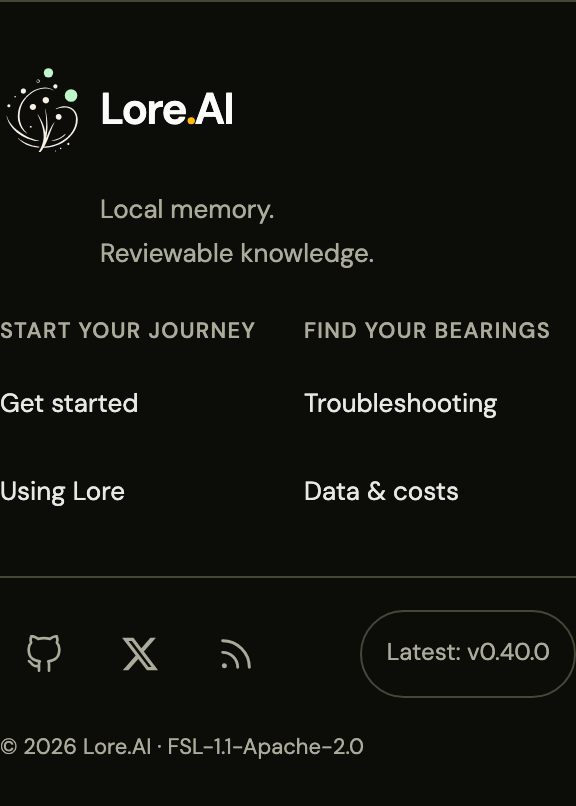 Lore.AI
Local memory.
Reviewable knowledge.
START YOUR JOURNEY
Get started
Using Lore
FIND YOUR BEARINGS
Troubleshooting
Data & costs
Latest: v0.40.0
© 2026 Lore.AI · FSL-1.1-Apache-2.0